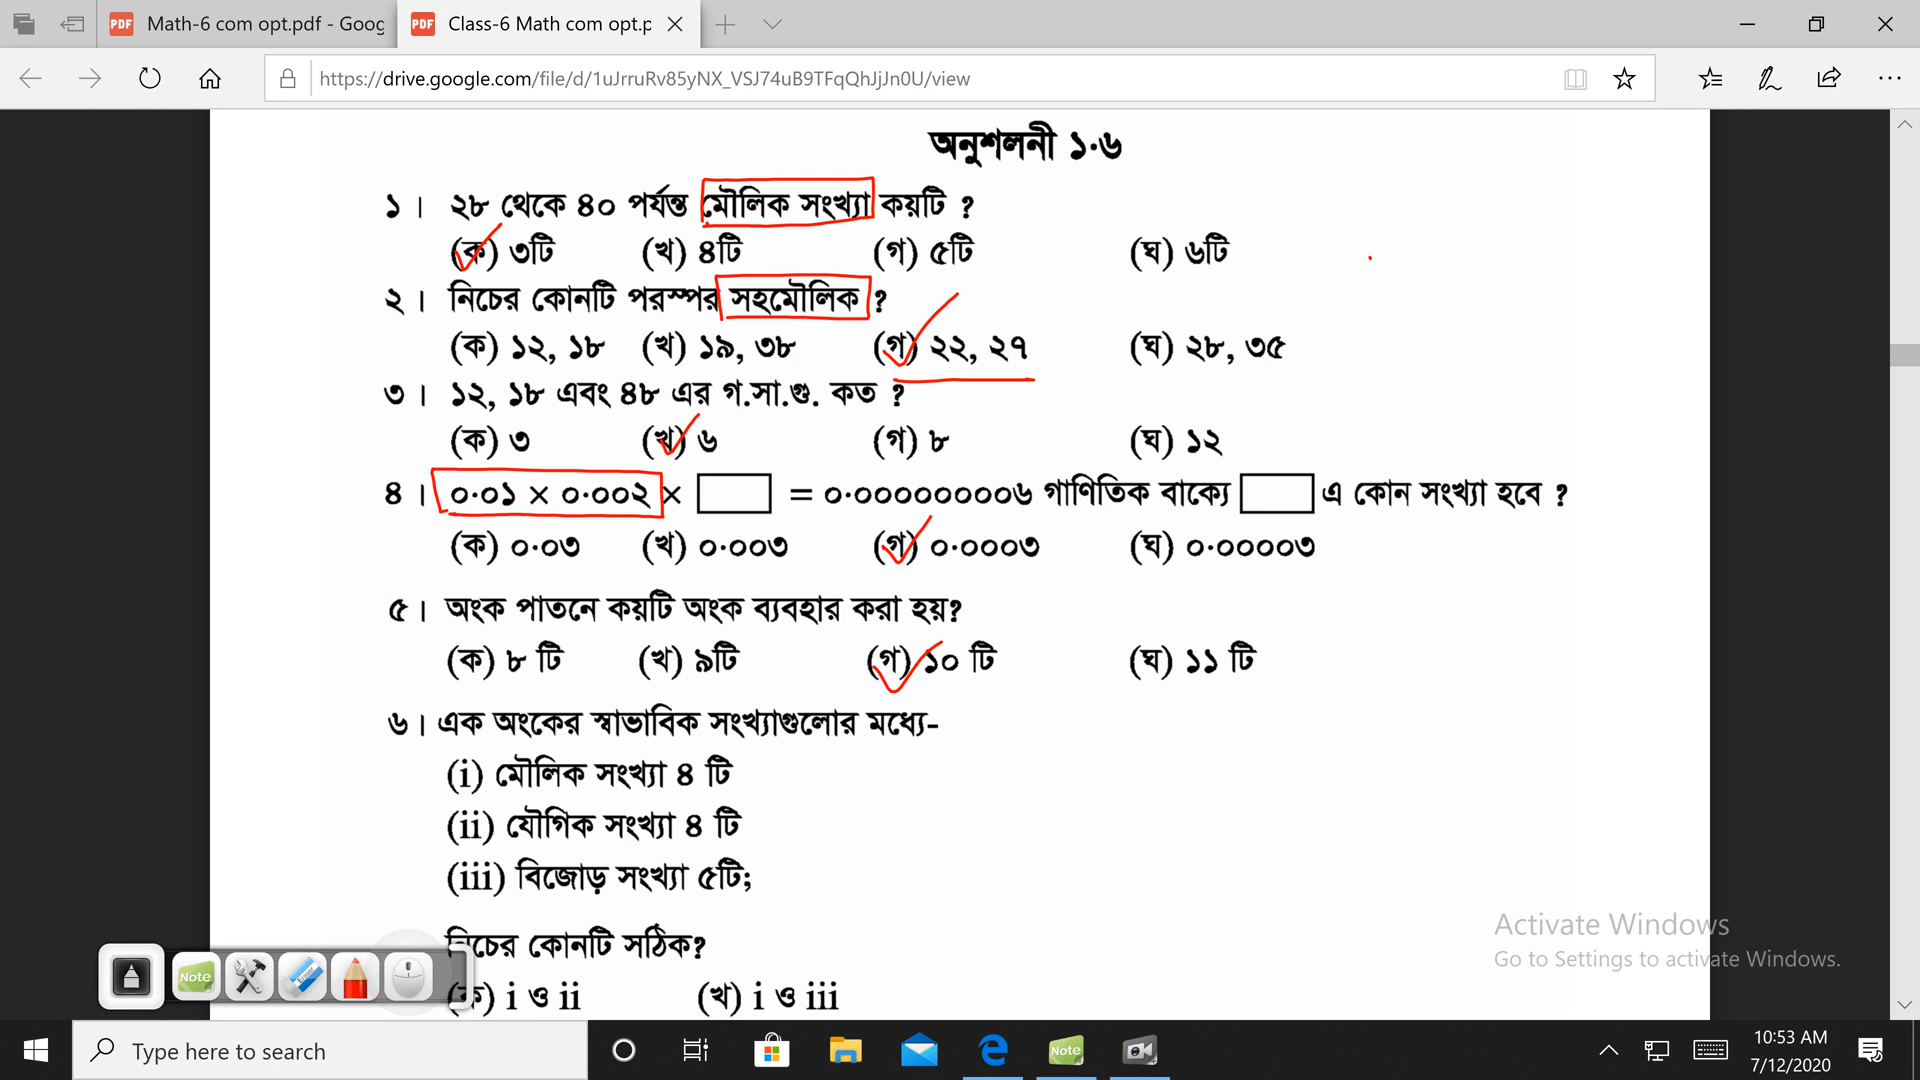 Math-6 com opt.pdf - Goog
Class-6 Math com opt.p
https://drive.google.com/file/d/1uJrruRv85yNX_VSJ74uB9TFqQhJjJn0U/view
অনুশলনী ১·৬
১। ২৮ থেকে ৪০ পর্যন্ত মৌলিক সংখ্যা কয়টি ?
(ক) ৩টি (খ) ৪টি (গ) ৫টি (ঘ) ৬টি
২। নিচের কোনটি পরস্পর সহমৌলিক ?
(ক) ১২, ১৮ (খ) ১৯, ৩৮ (গ) ২২, ২৭ (ঘ) ২৮, ৩৫
৩। ১২, ১৮ এবং ৪৮ এর গ.সা.গু. কত ?
(ক) ৩ (খ) ৬ (গ) ৮ (ঘ) ১২
৪। ০·০১ × ০·০০২ × = ০·০০০০০০০০৬ গাণিতিক বাক্যে এ কোন সংখ্যা হবে ?
(ক) ০·০৩ (খ) ০·০০৩ (গ) ০·০০০৩ (ঘ) ০·০০০০৩
৫। অংক পাতনে কয়টি অংক ব্যবহার করা হয়?
(ক) ৮ টি (খ) ৯টি (গ) ১০ টি (ঘ) ১১ টি
৬। এক অংকের স্বাভাবিক সংখ্যাগুলোর মধ্যে-
(i) মৌলিক সংখ্যা ৪ টি
(ii) যৌগিক সংখ্যা ৪ টি
(iii) বিজোড় সংখ্যা ৫টি;
নিচের কোনটি সঠিক?
(ক) i ও ii (খ) i ও iii
Activate Windows
Go to Settings to activate Windows.
Note
Type here to search
Note
10:53 AM
7/12/2020